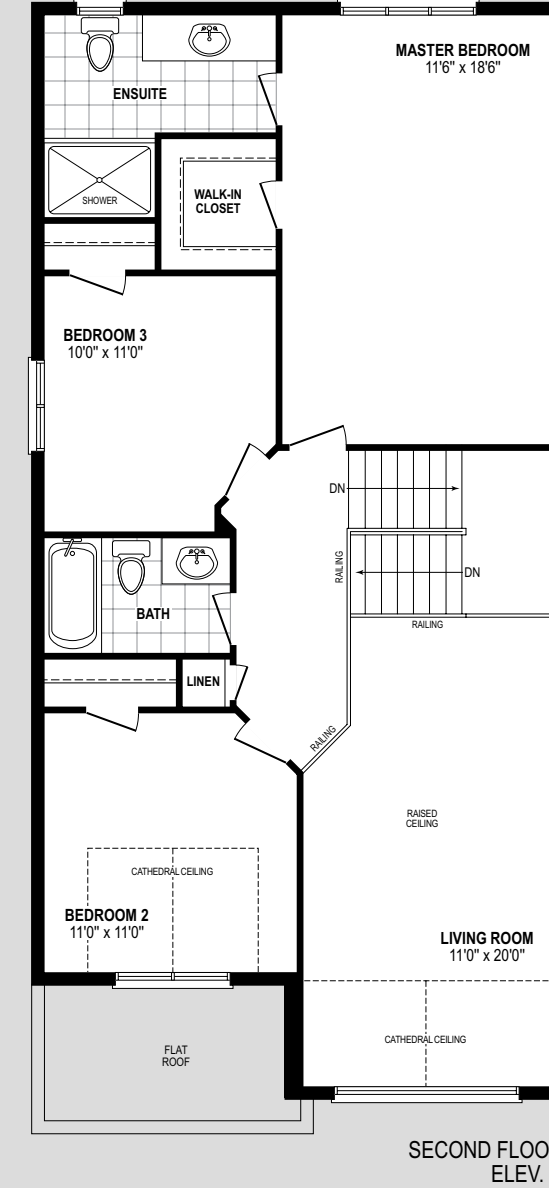 MASTER BEDROOM
11'6" x 18'6"
ENSUITE
SHOWER
WALK-IN
CLOSET
BEDROOM 3
10'0" x 11'0"
DN
DN
RAILING
RAILING
BATH
LINEN
RAILING
RAISED
CEILING
CATHEDRAL CEILING
BEDROOM 2
11'0" x 11'0"
LIVING ROOM
11'0" x 20'0"
CATHEDRAL CEILING
FLAT
ROOF
SECOND FLOO
ELEV.